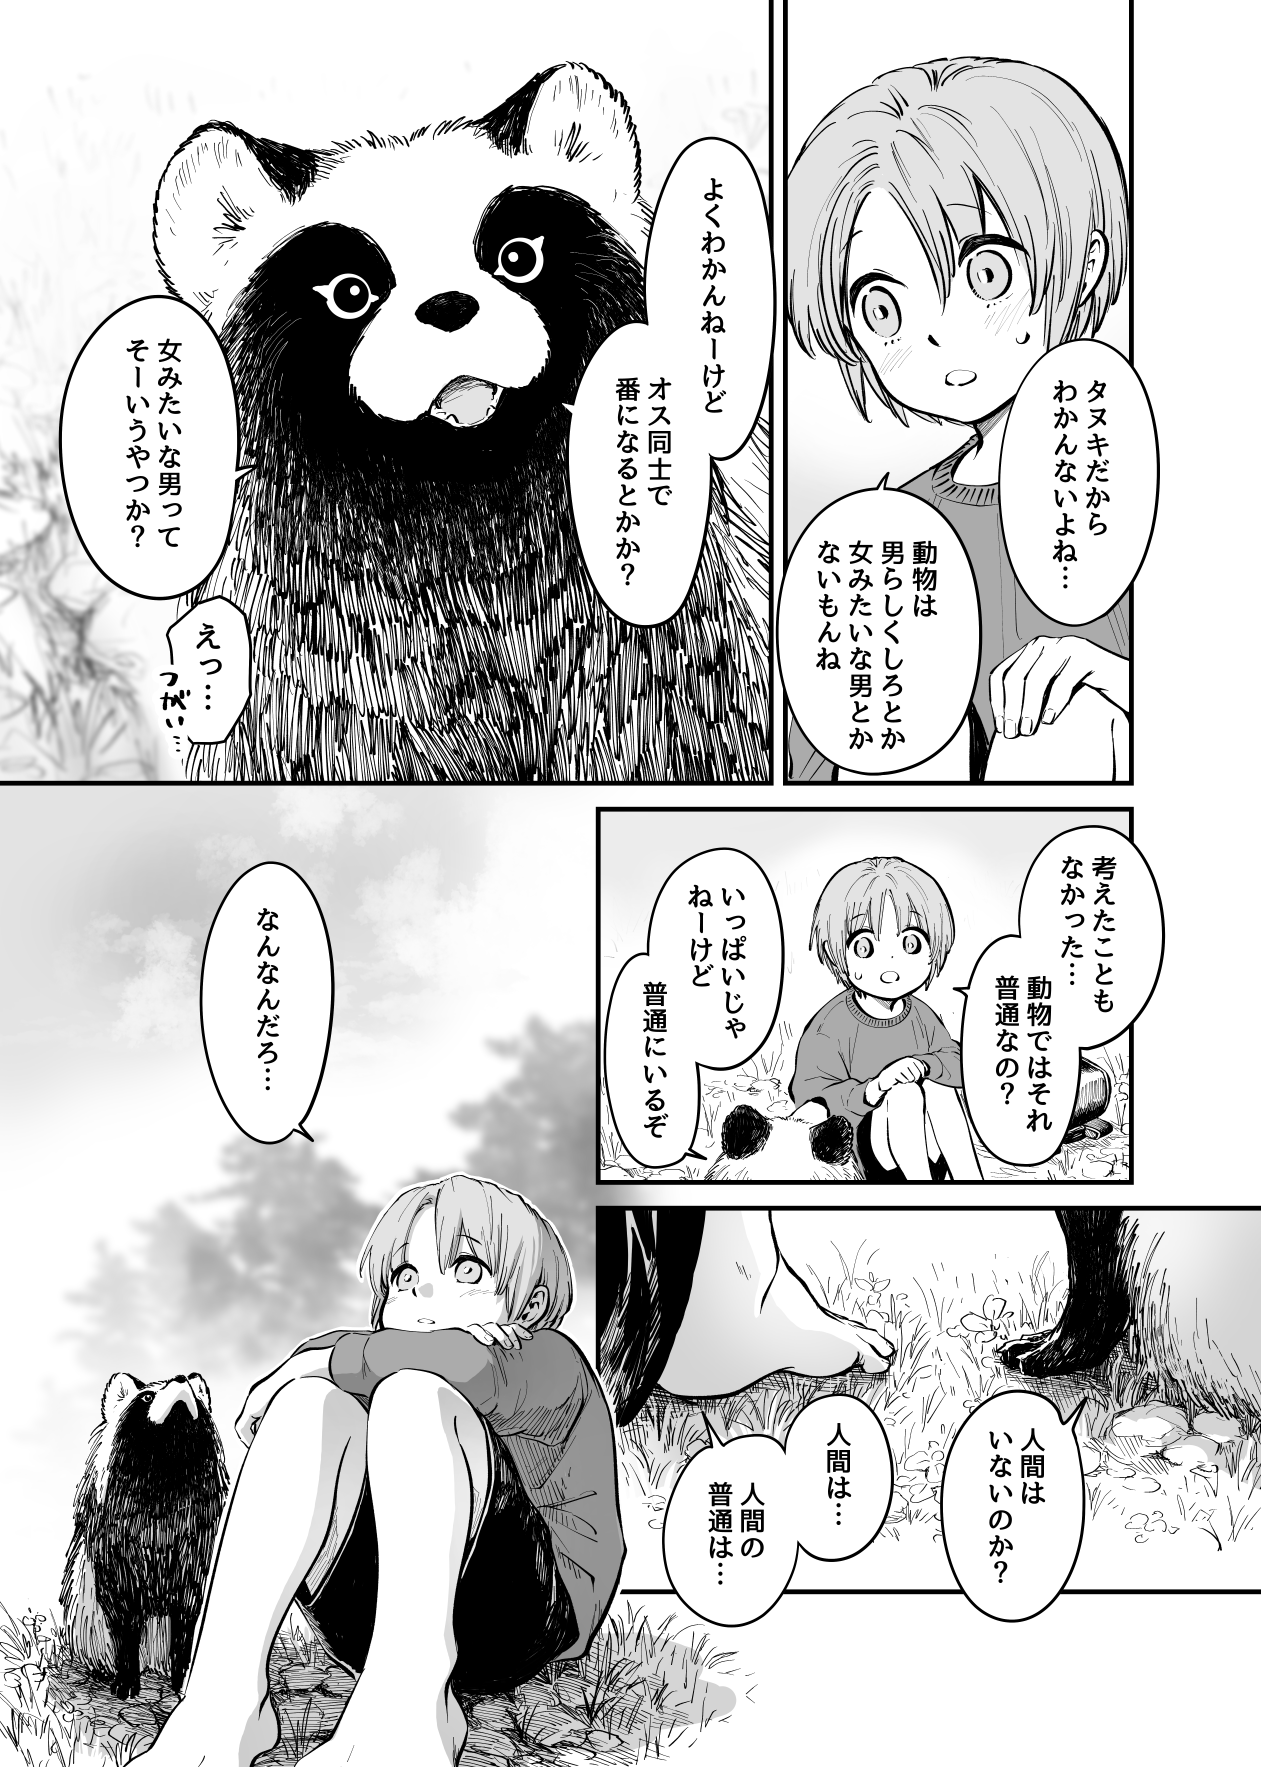 タヌキだから
わかんないよね…
動物は
男らしくしろとか
女みたいな男とか
ないもんね
よくわかんねーけど
オス同士で
番になるとかか?
女みたいな男って
そーいうやつか?
えっ…
つがい…
考えたことも
なかった…
動物ではそれ
普通なの?
いっぱいじゃ
ねーけど
普通にいるぞ
人間は
いないのか?
人間は…
人間の
普通は…
なんなんだろ…